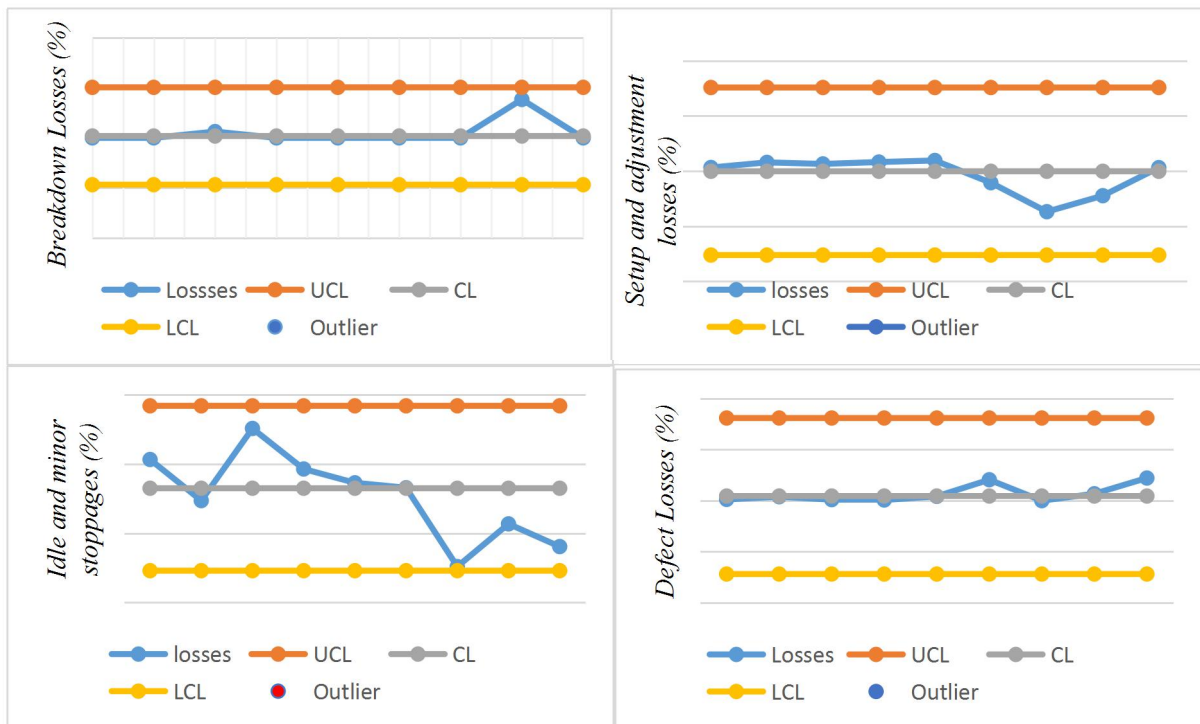 Breakdown Losses (%)
Lossses UCL CL
LCL Outlier
Setup and adjustment
losses (%)
losses UCL CL
LCL Outlier
Idle and minor
stoppages (%)
losses UCL CL
LCL Outlier
Defect Losses (%)
Losses UCL CL
LCL Outlier